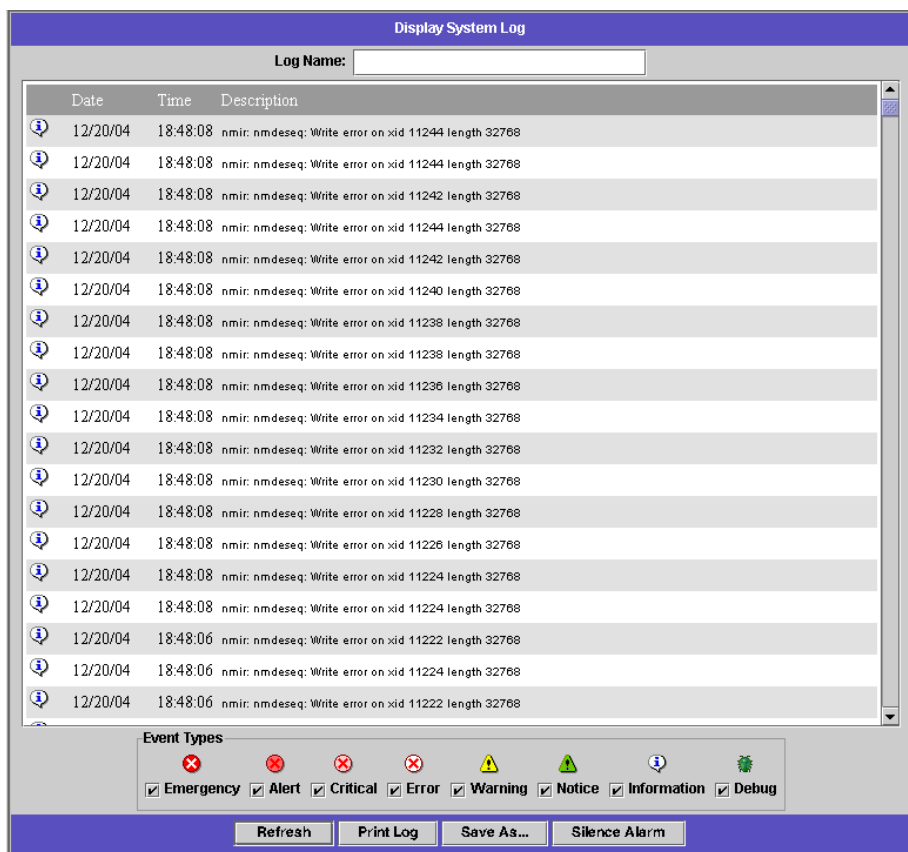 Display System Log
Log Name:
Date Time Description
12/20/04 18:48:08 nmir: nmdeseq: Write error on xid 11244 length 32768
12/20/04 18:48:08 nmir: nmdeseq: Write error on xid 11244 length 32768
12/20/04 18:48:08 nmir: nmdeseq: Write error on xid 11242 length 32768
12/20/04 18:48:08 nmir: nmdeseq: Write error on xid 11244 length 32768
12/20/04 18:48:08 nmir: nmdeseq: Write error on xid 11242 length 32768
12/20/04 18:48:08 nmir: nmdeseq: Write error on xid 11240 length 32768
12/20/04 18:48:08 nmir: nmdeseq: Write error on xid 11238 length 32768
12/20/04 18:48:08 nmir: nmdeseq: Write error on xid 11238 length 32768
12/20/04 18:48:08 nmir: nmdeseq: Write error on xid 11236 length 32768
12/20/04 18:48:08 nmir: nmdeseq: Write error on xid 11234 length 32768
12/20/04 18:48:08 nmir: nmdeseq: Write error on xid 11232 length 32768
12/20/04 18:48:08 nmir: nmdeseq: Write error on xid 11230 length 32768
12/20/04 18:48:08 nmir: nmdeseq: Write error on xid 11228 length 32768
12/20/04 18:48:08 nmir: nmdeseq: Write error on xid 11226 length 32768
12/20/04 18:48:08 nmir: nmdeseq: Write error on xid 11224 length 32768
12/20/04 18:48:08 nmir: nmdeseq: Write error on xid 11224 length 32768
12/20/04 18:48:06 nmir: nmdeseq: Write error on xid 11222 length 32768
12/20/04 18:48:06 nmir: nmdeseq: Write error on xid 11224 length 32768
12/20/04 18:48:06 nmir: nmdeseq: Write error on xid 11222 length 32768
Event Types
Emergency Alert Critical Error Warning Notice Information Debug
Refresh Print Log Save As... Silence Alarm